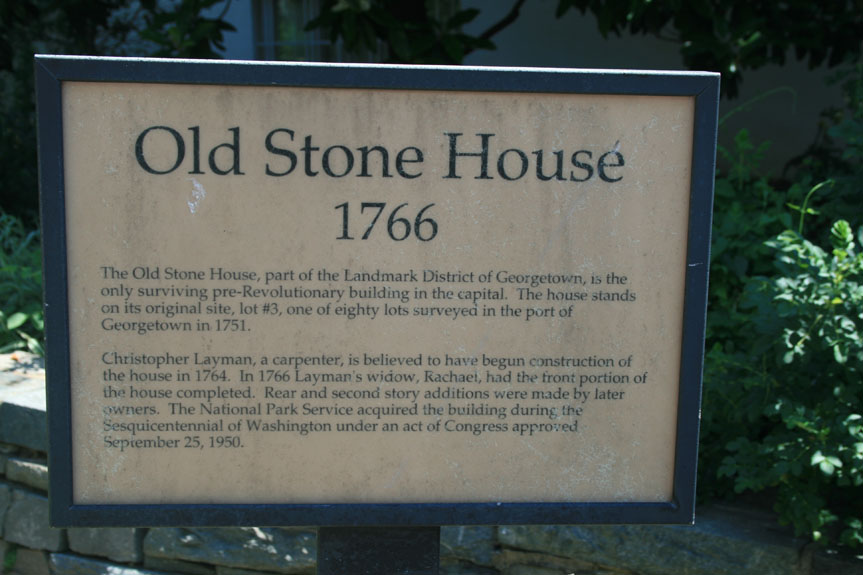 Old Stone House
1766
The Old Stone House, part of the Landmark District of Georgetown, is the
only surviving pre-Revolutionary building in the capital. The house stands
on its original site, lot #3, one of eighty lots surveyed in the port of
Georgetown in 1751.
Christopher Layman, a carpenter, is believed to have begun construction of
the house in 1764. In 1766 Layman's widow, Rachael, had the front portion of
the house completed. Rear and second story additions were made by later
owners. The National Park Service acquired the building during the
Sesquicentennial of Washington under an act of Congress approved
September 25, 1950.